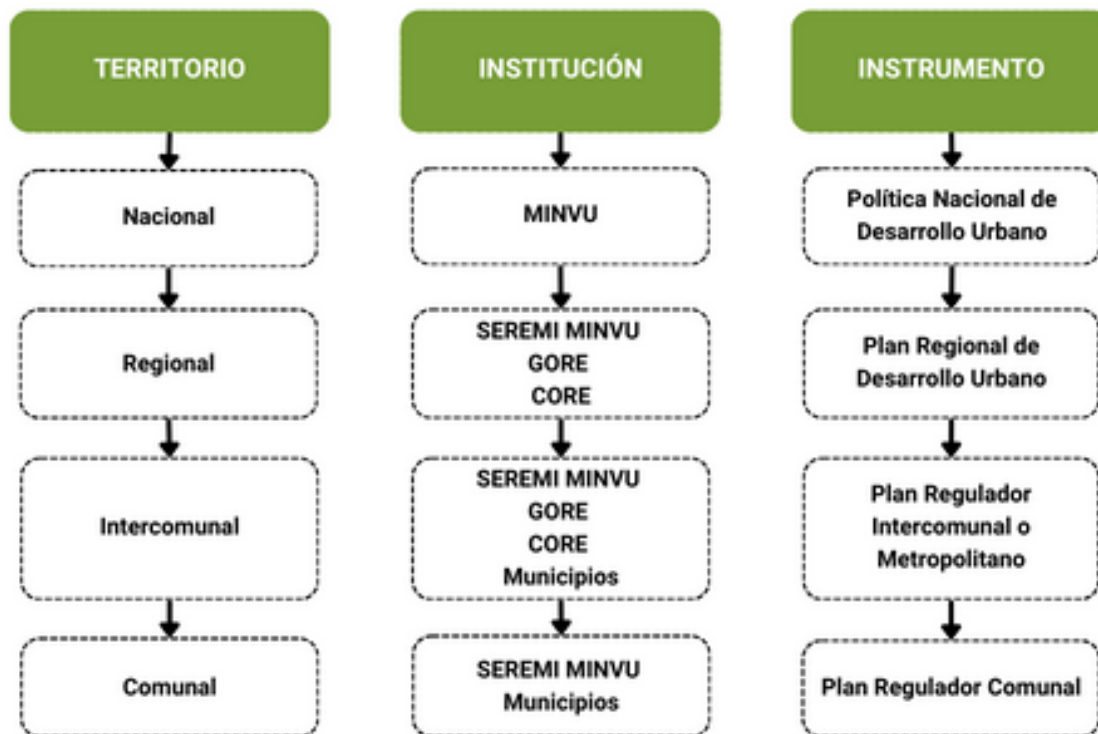 TERRITORIO
INSTITUCIÓN
INSTRUMENTO
Nacional
MINVU
Política Nacional de
Desarrollo Urbano
Regional
SEREMI MINVU
GORE
CORE
Plan Regional de
Desarrollo Urbano
Intercomunal
SEREMI MINVU
GORE
CORE
Municipios
Plan Regulador
Intercomunal o
Metropolitano
Comunal
SEREMI MINVU
Municipios
Plan Regulador Comunal